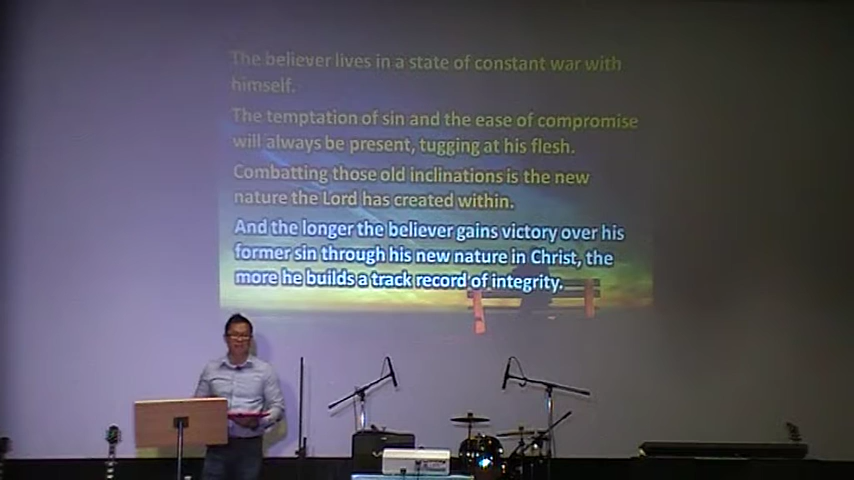 The believer lives in a state of constant war with
himself.
The temptation of sin and the ease of compromise
will always be present, tugging at his flesh.
Combatting those old inclinations is the new
nature the Lord has created within.
And the longer the believer gains victory over his
former sin through his new nature in Christ, the
more he builds a track record of integrity.